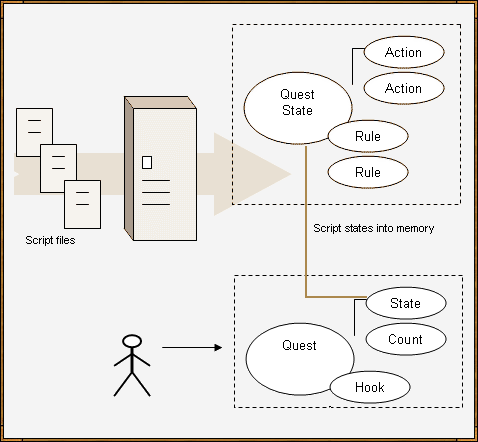 Action
Quest
State
Action
Rule
Rule
Script files
Script states into memory
State
Quest
Count
Hook